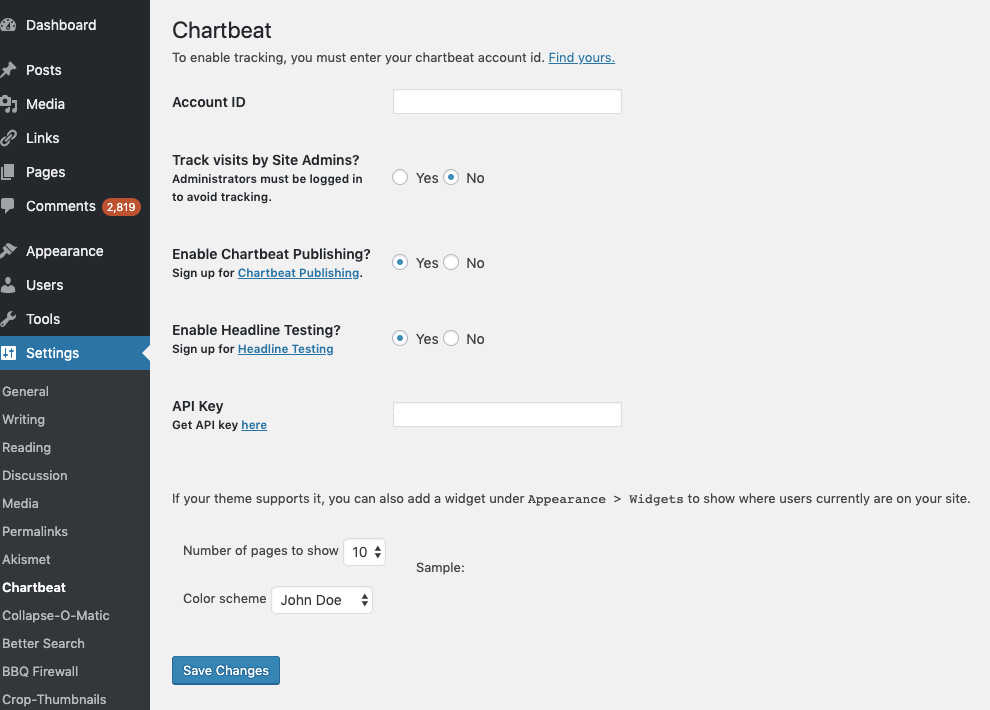 Dashboard
Posts
Media
Links
Pages
Comments 2,819
Appearance
Users
Tools
Settings
General
Writing
Reading
Discussion
Media
Permalinks
Akismet
Chartbeat
Collapse-O-Matic
Better Search
BBQ Firewall
Crop-Thumbnails
Chartbeat
To enable tracking, you must enter your chartbeat account id. Find yours.
Account ID
Track visits by Site Admins?
Administrators must be logged in
to avoid tracking.
Yes No
Enable Chartbeat Publishing?
Sign up for Chartbeat Publishing.
Yes No
Enable Headline Testing?
Sign up for Headline Testing
Yes No
API Key
Get API key here
If your theme supports it, you can also add a widget under Appearance > Widgets to show where users currently are on your site.
Number of pages to show 10
Sample:
Color scheme John Doe
Save Changes